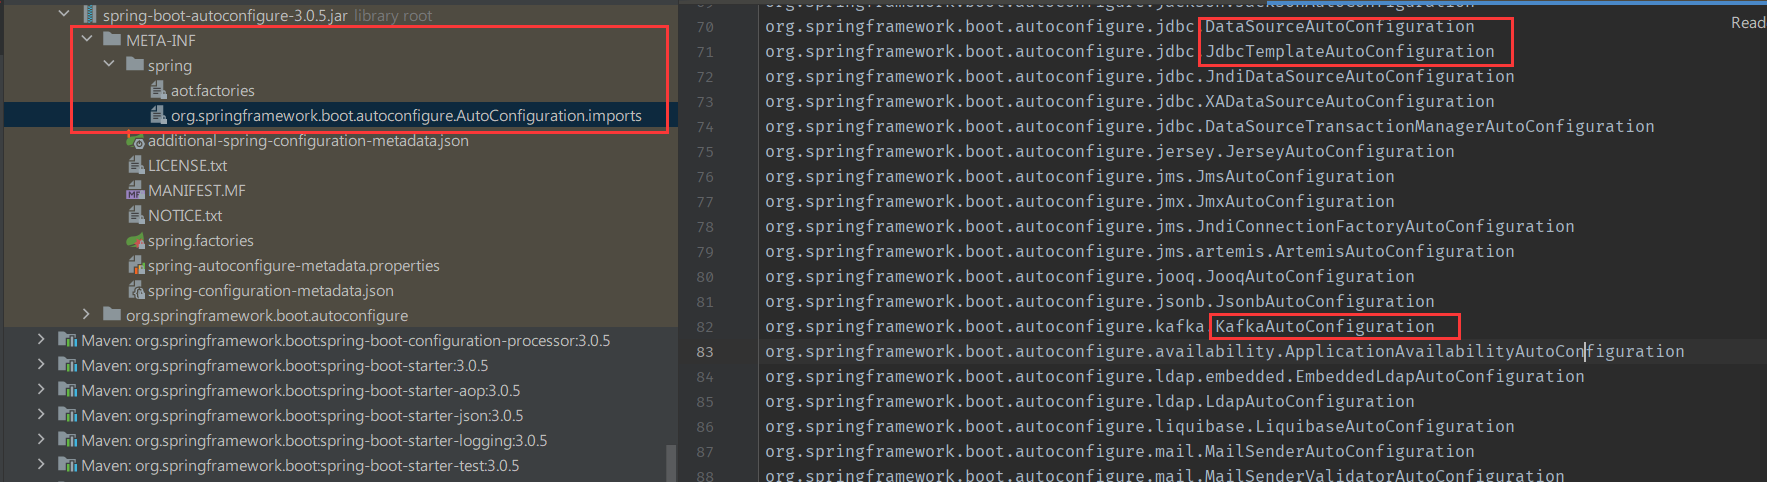 spring-boot-autoconfigure-3.0.5.jar library root
META-INF
spring
aot.factories
org.springframework.boot.autoconfigure.AutoConfiguration.imports
additional-spring-configuration-metadata.json
LICENSE.txt
MANIFEST.MF
NOTICE.txt
spring.factories
spring-autoconfigure-metadata.properties
spring-configuration-metadata.json
org.springframework.boot.autoconfigure
Maven: org.springframework.boot:spring-boot-configuration-processor:3.0.5
Maven: org.springframework.boot:spring-boot-starter:3.0.5
Maven: org.springframework.boot:spring-boot-starter-aop:3.0.5
Maven: org.springframework.boot:spring-boot-starter-json:3.0.5
Maven: org.springframework.boot:spring-boot-starter-logging:3.0.5
Maven: org.springframework.boot:spring-boot-starter-test:3.0.5
70 org.springframework.boot.autoconfigure.jdbc.DataSourceAutoConfiguration
Read
71 org.springframework.boot.autoconfigure.jdbc.JdbcTemplateAutoConfiguration
72 org.springframework.boot.autoconfigure.jdbc.JndiDataSourceAutoConfiguration
73 org.springframework.boot.autoconfigure.jdbc.XADataSourceAutoConfiguration
74 org.springframework.boot.autoconfigure.jdbc.DataSourceTransactionManagerAutoConfiguration
75 org.springframework.boot.autoconfigure.jersey.JerseyAutoConfiguration
76 org.springframework.boot.autoconfigure.jms.JmsAutoConfiguration
77 org.springframework.boot.autoconfigure.jmx.JmxAutoConfiguration
78 org.springframework.boot.autoconfigure.jms.JndiConnectionFactoryAutoConfiguration
79 org.springframework.boot.autoconfigure.jms.artemis.ArtemisAutoConfiguration
80 org.springframework.boot.autoconfigure.jooq.JooqAutoConfiguration
81 org.springframework.boot.autoconfigure.jsonb.JsonbAutoConfiguration
82 org.springframework.boot.autoconfigure.kafka.KafkaAutoConfiguration
83 org.springframework.boot.autoconfigure.availability.ApplicationAvailabilityAutoConfiguration
84 org.springframework.boot.autoconfigure.ldap.embedded.EmbeddedLdapAutoConfiguration
85 org.springframework.boot.autoconfigure.ldap.LdapAutoConfiguration
86 org.springframework.boot.autoconfigure.liquibase.LiquibaseAutoConfiguration
87 org.springframework.boot.autoconfigure.mail.MailSenderAutoConfiguration
88 org.springframework.boot.autoconfigure.mail.MailSenderValidatorAutoConfiguration